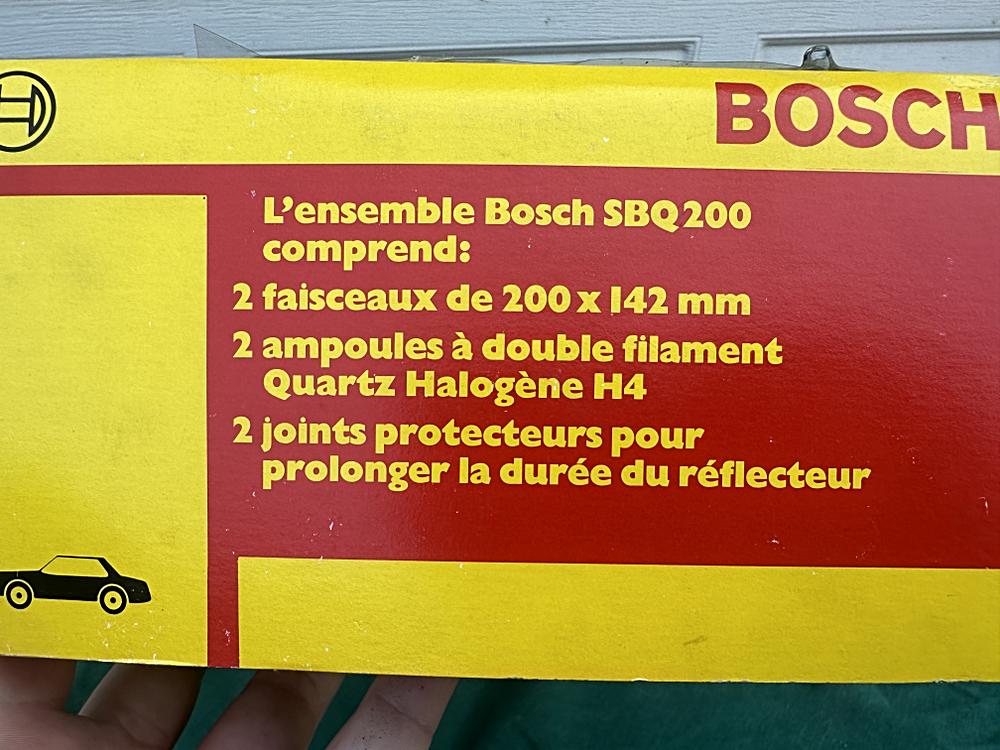 BOSCH
L'ensemble Bosch SBQ200
comprend:
2 faisceaux de 200 x 142 mm
2 ampoules à double filament
Quartz Halogène H4
2 joints protecteurs pour
prolonger la durée du réflecteur